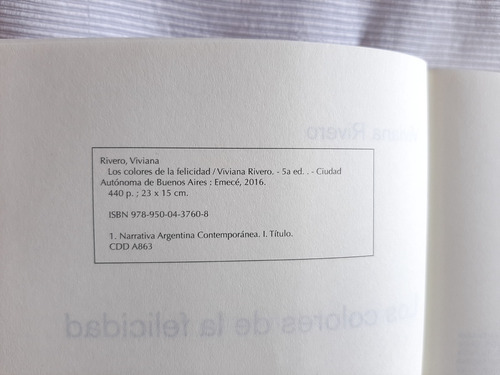 Rivero, Viviana
Los colores de la felicidad / Viviana Rivero. - 5a ed. . - Ciudad
Autónoma de Buenos Aires : Emecé, 2016.
440 p. ; 23 x 15 cm.
ISBN 978-950-04-3760-8
1. Narrativa Argentina Contemporánea. I. Título.
CDD A863